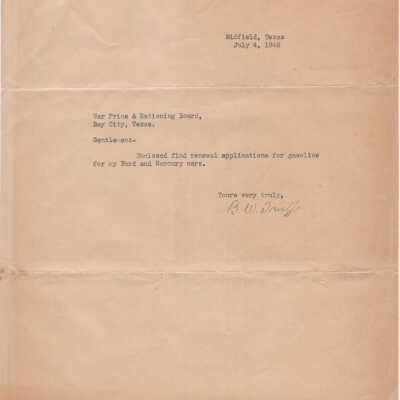 Midfield, Texas
July 4, 1945
War Price & Rationing Board,
Bay City, Texas.
Gentlemen-
Enclosed find renewal applications for gasoline
for my Ford and Mercury cars.
Yours very truly,
B. W.